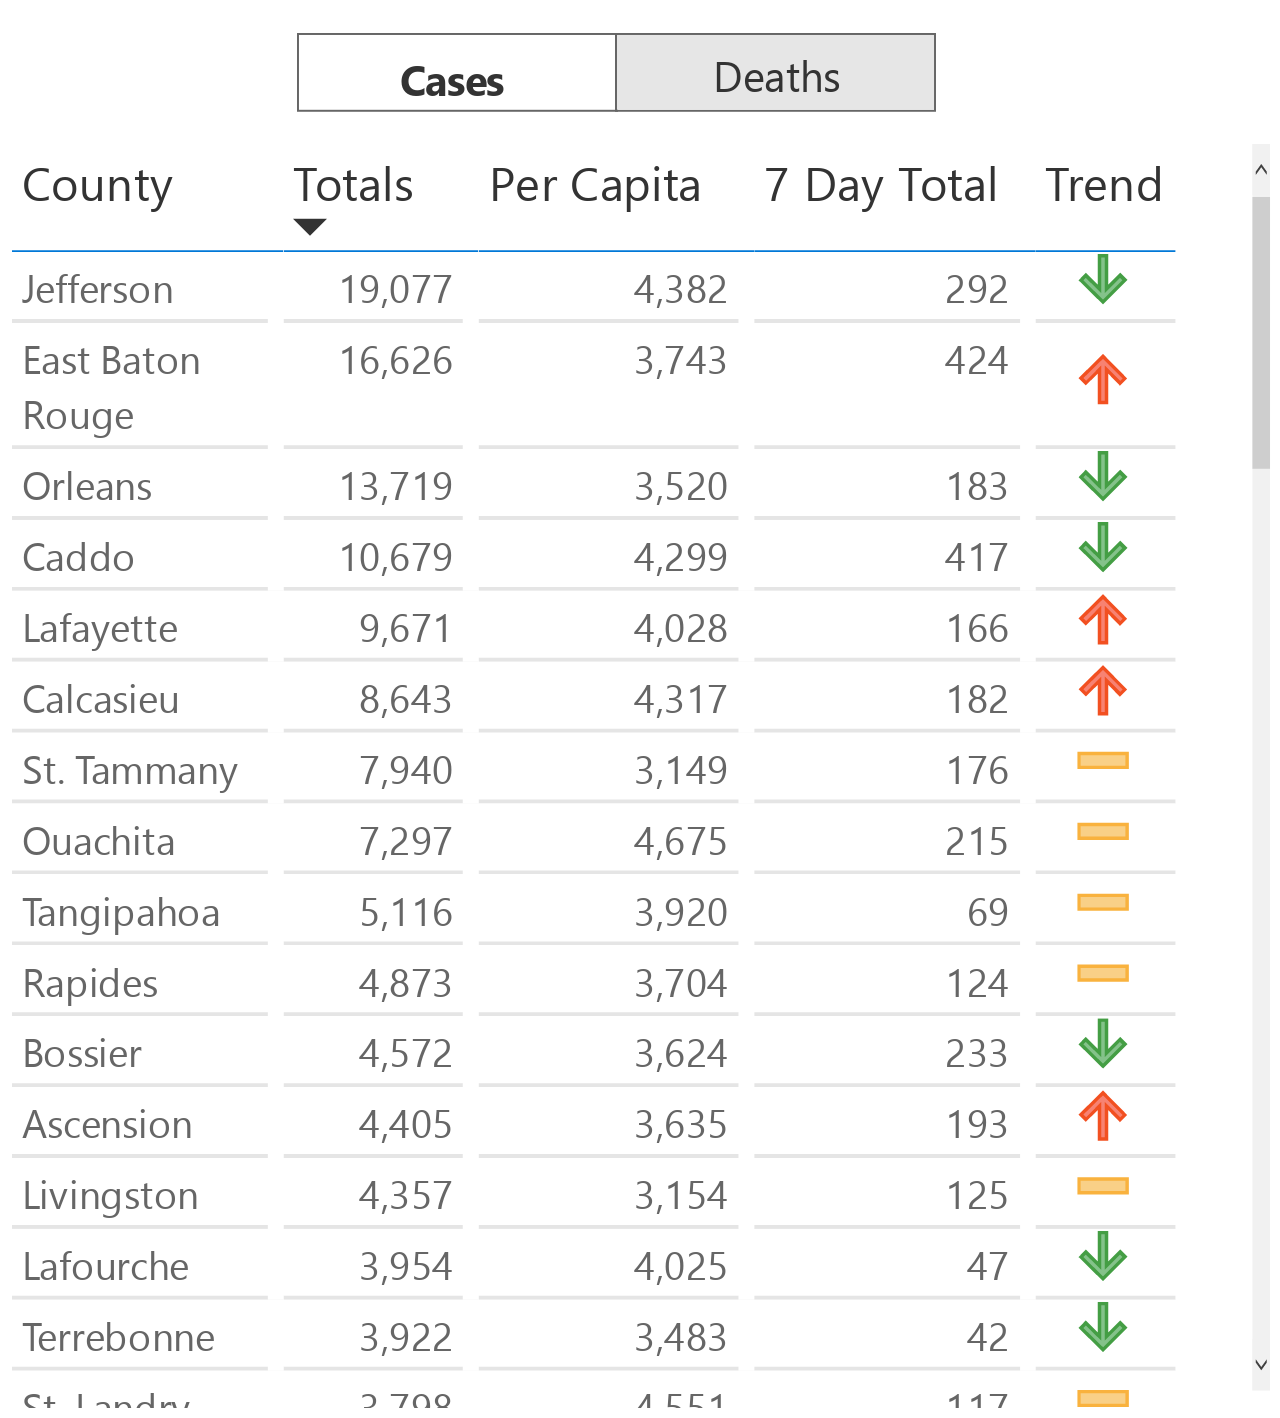 Cases Deaths
County Totals Per Capita 7 Day Total Trend
Jefferson 19,077 4,382 292
East Baton 16,626 3,743 424
Rouge
Orleans 13,719 3,520 183
Caddo 10,679 4,299 417
Lafayette 9,671 4,028 166
Calcasieu 8,643 4,317 182
St. Tammany 7,940 3,149 176
Ouachita 7,297 4,675 215
Tangipahoa 5,116 3,920 69
Rapides 4,873 3,704 124
Bossier 4,572 3,624 233
Ascension 4,405 3,635 193
Livingston 4,357 3,154 125
Lafourche 3,954 4,025 47
Terrebonne 3,922 3,483 42
St. Landry 3,798 4,551 117